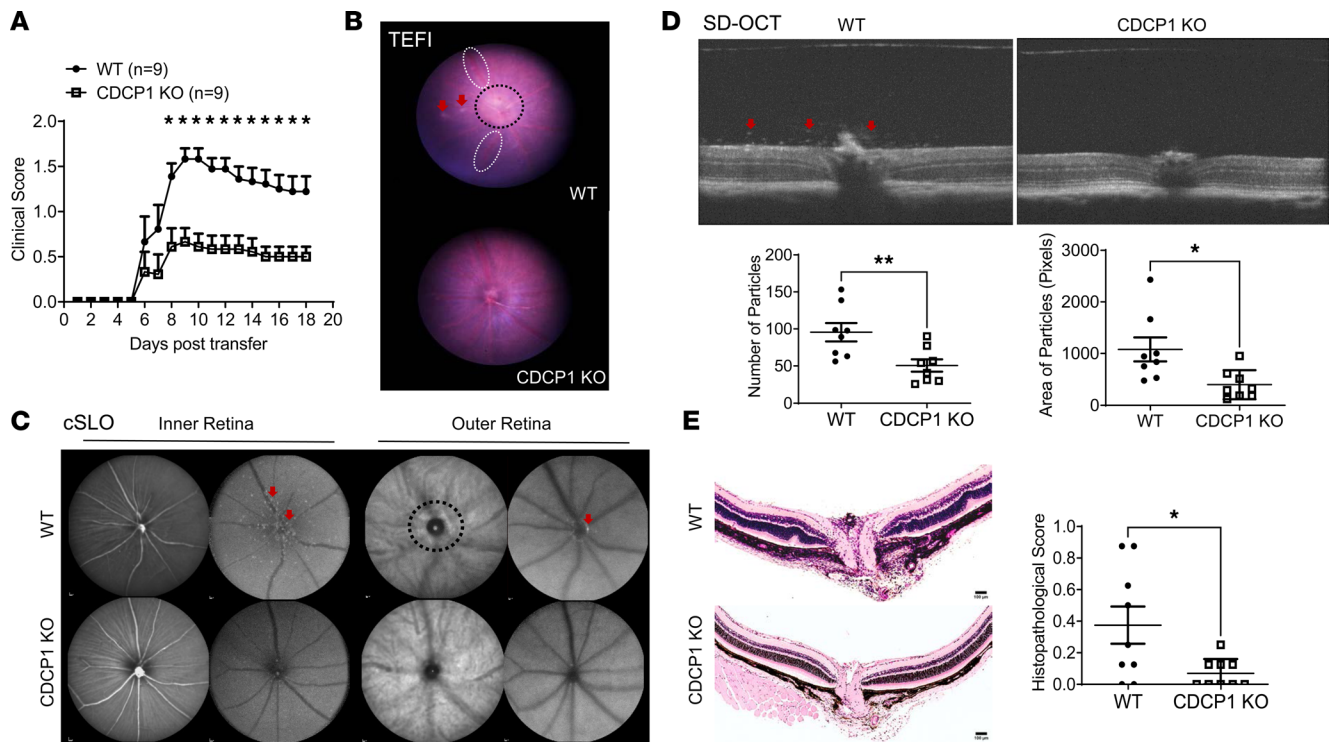 A
WT (n=9)
CDCP1 KO (n=9)
* * * * * * * * * * *
2.0
1.5
1.0
0.5
0.0
Clinical Score
0 2 4 6 8 10 12 14 16 18 20
Days post transfer
B
TEFI
WT
CDCP1 KO
C
cSLO
Inner Retina
Outer Retina
WT
CDCP1 KO
D
SD-OCT
WT
CDCP1 KO
200
150
100
50
0
Number of Particles
**
WT
CDCP1 KO
3000
2000
1000
0
Area of Particles (Pixels)
*
WT
CDCP1 KO
E
WT
100 µm
CDCP1 KO
100 µm
1.0
0.8
0.6
0.4
0.2
0.0
Histopathological Score
*
WT
CDCP1 KO